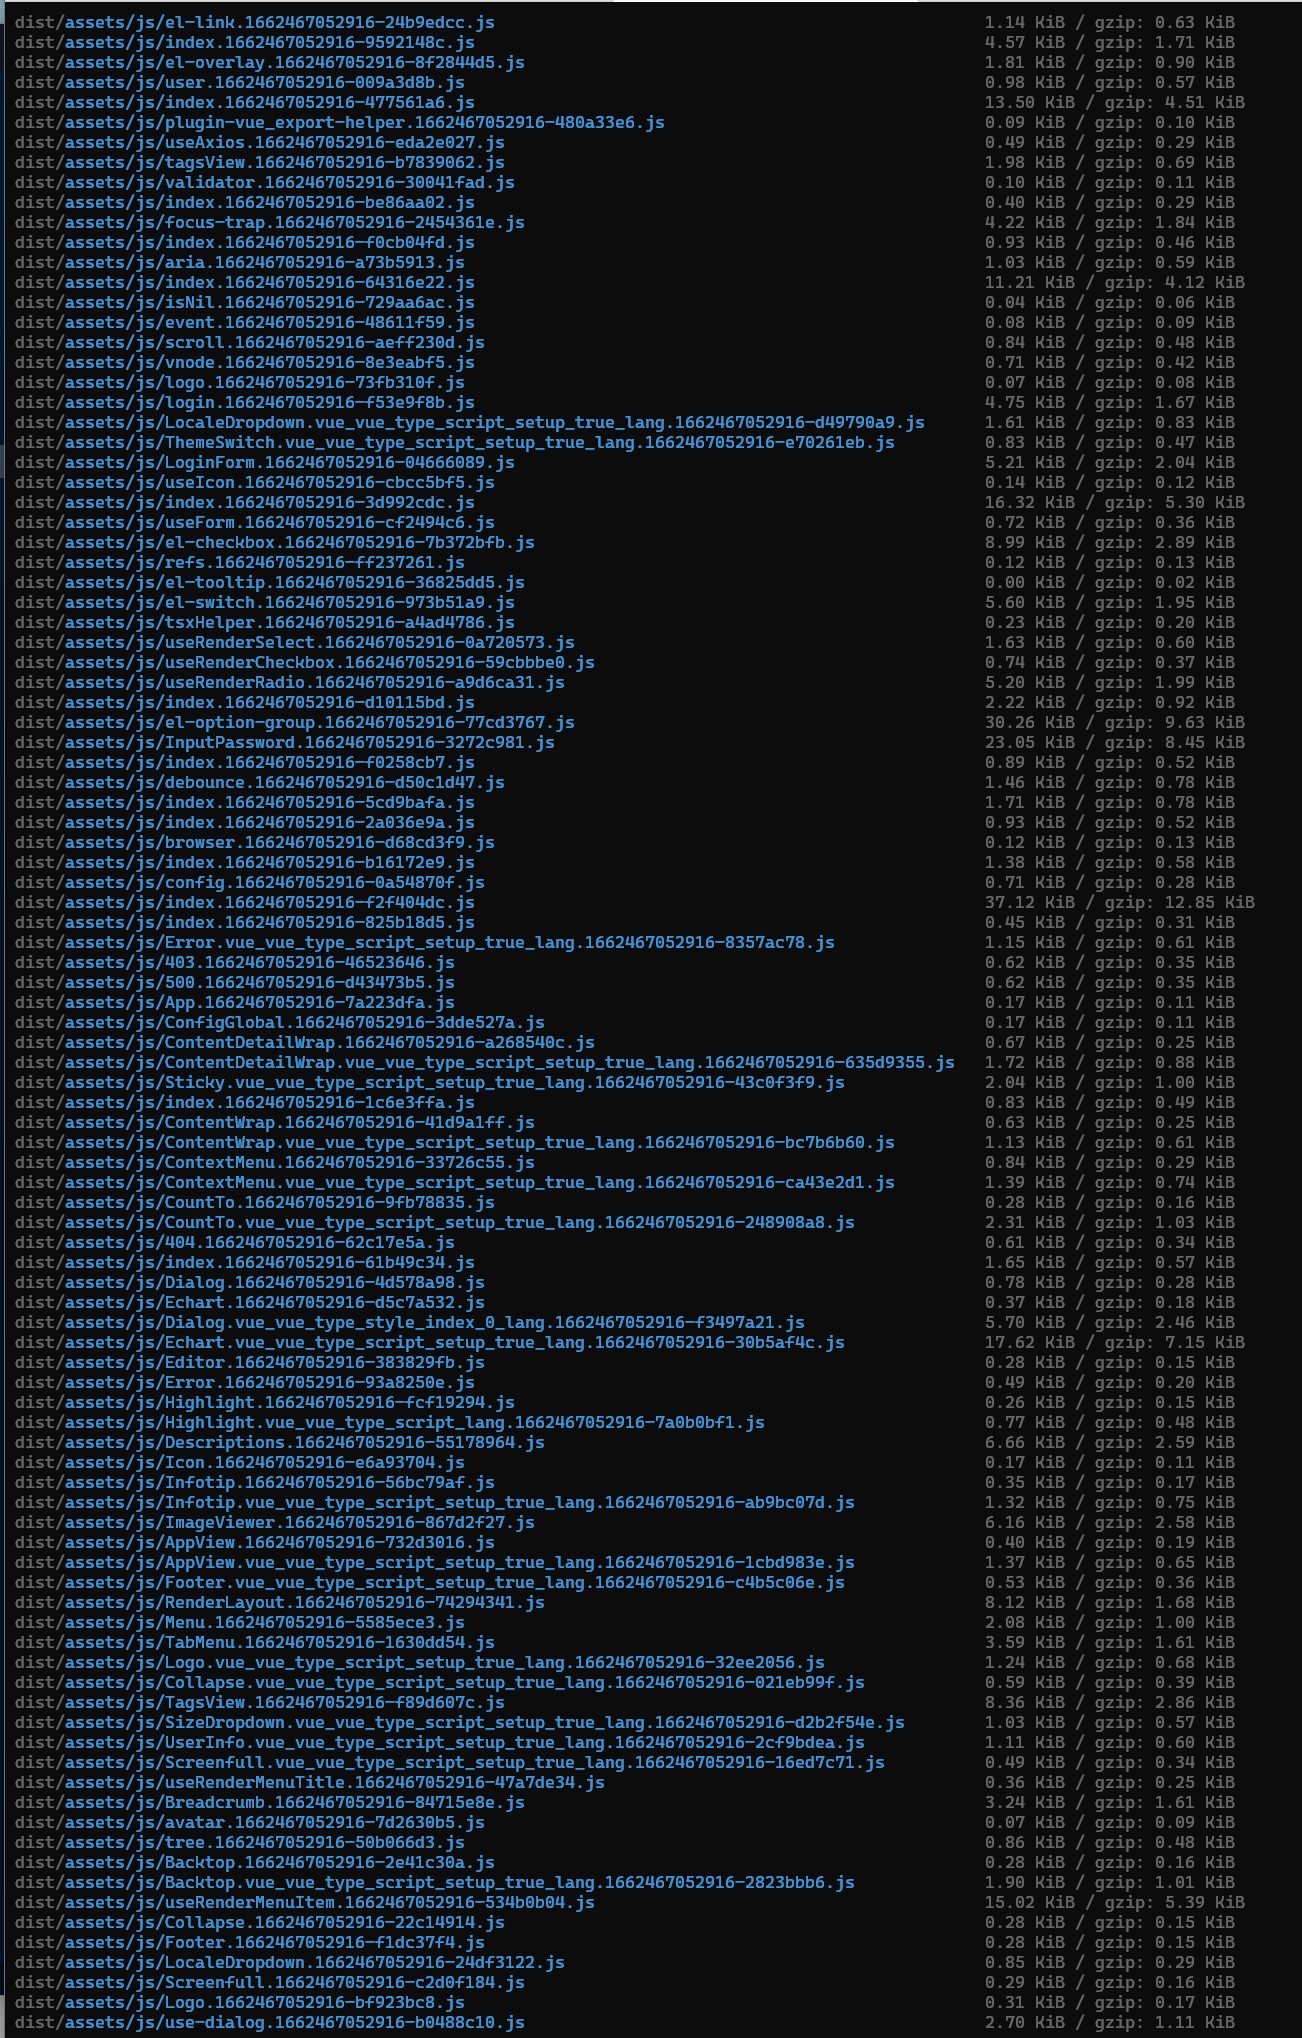 dist/assets/js/el-link.1662467052916-24b9edcc.js 1.14 KiB / gzip: 0.63 KiB
dist/assets/js/index.1662467052916-9592148c.js 4.57 KiB / gzip: 1.71 KiB
dist/assets/js/el-overlay.1662467052916-8f2844d5.js 1.81 KiB / gzip: 0.90 KiB
dist/assets/js/user.1662467052916-009a3d8b.js 0.98 KiB / gzip: 0.57 KiB
dist/assets/js/index.1662467052916-477561a6.js 13.50 KiB / gzip: 4.51 KiB
dist/assets/js/plugin-vue_export-helper.1662467052916-480a33e6.js 0.09 KiB / gzip: 0.10 KiB
dist/assets/js/useAxios.1662467052916-eda2e027.js 0.49 KiB / gzip: 0.29 KiB
dist/assets/js/tagsView.1662467052916-b7839062.js 1.98 KiB / gzip: 0.69 KiB
dist/assets/js/validator.1662467052916-30041fad.js 0.10 KiB / gzip: 0.11 KiB
dist/assets/js/index.1662467052916-be86aa02.js 0.40 KiB / gzip: 0.29 KiB
dist/assets/js/focus-trap.1662467052916-2454361e.js 4.22 KiB / gzip: 1.84 KiB
dist/assets/js/index.1662467052916-f0cb04fd.js 0.93 KiB / gzip: 0.46 KiB
dist/assets/js/aria.1662467052916-a73b5913.js 1.03 KiB / gzip: 0.59 KiB
dist/assets/js/index.1662467052916-64316e22.js 11.21 KiB / gzip: 4.12 KiB
dist/assets/js/isNil.1662467052916-729aa6ac.js 0.04 KiB / gzip: 0.06 KiB
dist/assets/js/event.1662467052916-48611f59.js 0.08 KiB / gzip: 0.09 KiB
dist/assets/js/scroll.1662467052916-aeff230d.js 0.84 KiB / gzip: 0.48 KiB
dist/assets/js/vnode.1662467052916-8e3eabf5.js 0.71 KiB / gzip: 0.42 KiB
dist/assets/js/logo.1662467052916-73fb310f.js 0.07 KiB / gzip: 0.08 KiB
dist/assets/js/login.1662467052916-f53e9f8b.js 4.75 KiB / gzip: 1.67 KiB
dist/assets/js/LocaleDropdown.vue_vue_type_script_setup_true_lang.1662467052916-d49790a9.js 1.61 KiB / gzip: 0.83 KiB
dist/assets/js/ThemeSwitch.vue_vue_type_script_setup_true_lang.1662467052916-e70261eb.js 0.83 KiB / gzip: 0.47 KiB
dist/assets/js/LoginForm.1662467052916-04666089.js 5.21 KiB / gzip: 2.04 KiB
dist/assets/js/useIcon.1662467052916-cbcc5bf5.js 0.14 KiB / gzip: 0.12 KiB
dist/assets/js/index.1662467052916-3d992cdc.js 16.32 KiB / gzip: 5.30 KiB
dist/assets/js/useForm.1662467052916-cf2494c6.js 0.72 KiB / gzip: 0.36 KiB
dist/assets/js/el-checkbox.1662467052916-7b372bfb.js 8.99 KiB / gzip: 2.89 KiB
dist/assets/js/refs.1662467052916-ff237261.js 0.12 KiB / gzip: 0.13 KiB
dist/assets/js/el-tooltip.1662467052916-36825dd5.js 0.00 KiB / gzip: 0.02 KiB
dist/assets/js/el-switch.1662467052916-973b51a9.js 5.60 KiB / gzip: 1.95 KiB
dist/assets/js/tsxHelper.1662467052916-a4ad4786.js 0.23 KiB / gzip: 0.20 KiB
dist/assets/js/useRenderSelect.1662467052916-0a720573.js 1.63 KiB / gzip: 0.60 KiB
dist/assets/js/useRenderCheckbox.1662467052916-59cbbbe0.js 0.74 KiB / gzip: 0.37 KiB
dist/assets/js/useRenderRadio.1662467052916-a9d6ca31.js 5.20 KiB / gzip: 1.99 KiB
dist/assets/js/index.1662467052916-d10115bd.js 2.22 KiB / gzip: 0.92 KiB
dist/assets/js/el-option-group.1662467052916-77cd3767.js 30.26 KiB / gzip: 9.63 KiB
dist/assets/js/InputPassword.1662467052916-3272c981.js 23.05 KiB / gzip: 8.45 KiB
dist/assets/js/index.1662467052916-f0258cb7.js 0.89 KiB / gzip: 0.52 KiB
dist/assets/js/debounce.1662467052916-d50c1d47.js 1.46 KiB / gzip: 0.78 KiB
dist/assets/js/index.1662467052916-5cd9bafa.js 1.71 KiB / gzip: 0.78 KiB
dist/assets/js/index.1662467052916-2a036e9a.js 0.93 KiB / gzip: 0.52 KiB
dist/assets/js/browser.1662467052916-d68cd3f9.js 0.12 KiB / gzip: 0.13 KiB
dist/assets/js/index.1662467052916-b16172e9.js 1.38 KiB / gzip: 0.58 KiB
dist/assets/js/config.1662467052916-0a54870f.js 0.71 KiB / gzip: 0.28 KiB
dist/assets/js/index.1662467052916-f2f404dc.js 37.12 KiB / gzip: 12.85 KiB
dist/assets/js/index.1662467052916-825b18d5.js 0.45 KiB / gzip: 0.31 KiB
dist/assets/js/Error.vue_vue_type_script_setup_true_lang.1662467052916-8357ac78.js 1.15 KiB / gzip: 0.61 KiB
dist/assets/js/403.1662467052916-46523646.js 0.62 KiB / gzip: 0.35 KiB
dist/assets/js/500.1662467052916-d43473b5.js 0.62 KiB / gzip: 0.35 KiB
dist/assets/js/App.1662467052916-7a223dfa.js 0.17 KiB / gzip: 0.11 KiB
dist/assets/js/ConfigGlobal.1662467052916-3dde527a.js 0.17 KiB / gzip: 0.11 KiB
dist/assets/js/ContentDetailWrap.1662467052916-a268540c.js 0.67 KiB / gzip: 0.25 KiB
dist/assets/js/ContentDetailWrap.vue_vue_type_script_setup_true_lang.1662467052916-635d9355.js 1.72 KiB / gzip: 0.88 KiB
dist/assets/js/Sticky.vue_vue_type_script_setup_true_lang.1662467052916-43c0f3f9.js 2.04 KiB / gzip: 1.00 KiB
dist/assets/js/index.1662467052916-1c6e3ffa.js 0.83 KiB / gzip: 0.49 KiB
dist/assets/js/ContentWrap.1662467052916-41d9a1ff.js 0.63 KiB / gzip: 0.25 KiB
dist/assets/js/ContentWrap.vue_vue_type_script_setup_true_lang.1662467052916-bc7b6b60.js 1.13 KiB / gzip: 0.61 KiB
dist/assets/js/ContextMenu.1662467052916-33726c55.js 0.84 KiB / gzip: 0.29 KiB
dist/assets/js/ContextMenu.vue_vue_type_script_setup_true_lang.1662467052916-ca43e2d1.js 1.39 KiB / gzip: 0.74 KiB
dist/assets/js/CountTo.1662467052916-9fb78835.js 0.28 KiB / gzip: 0.16 KiB
dist/assets/js/CountTo.vue_vue_type_script_setup_true_lang.1662467052916-248908a8.js 2.31 KiB / gzip: 1.03 KiB
dist/assets/js/404.1662467052916-62c17e5a.js 0.61 KiB / gzip: 0.34 KiB
dist/assets/js/index.1662467052916-61b49c34.js 1.65 KiB / gzip: 0.57 KiB
dist/assets/js/Dialog.1662467052916-4d578a98.js 0.78 KiB / gzip: 0.28 KiB
dist/assets/js/Echart.1662467052916-d5c7a532.js 0.37 KiB / gzip: 0.18 KiB
dist/assets/js/Dialog.vue_vue_type_style_index_0_lang.1662467052916-f3497a21.js 5.70 KiB / gzip: 2.46 KiB
dist/assets/js/Echart.vue_vue_type_script_setup_true_lang.1662467052916-30b5af4c.js 17.62 KiB / gzip: 7.15 KiB
dist/assets/js/Editor.1662467052916-383829fb.js 0.28 KiB / gzip: 0.15 KiB
dist/assets/js/Error.1662467052916-93a8250e.js 0.49 KiB / gzip: 0.20 KiB
dist/assets/js/Highlight.1662467052916-fcf19294.js 0.26 KiB / gzip: 0.15 KiB
dist/assets/js/Highlight.vue_vue_type_script_lang.1662467052916-7a0b0bf1.js 0.77 KiB / gzip: 0.48 KiB
dist/assets/js/Descriptions.1662467052916-55178964.js 6.66 KiB / gzip: 2.59 KiB
dist/assets/js/Icon.1662467052916-e6a93704.js 0.17 KiB / gzip: 0.11 KiB
dist/assets/js/Infotip.1662467052916-56bc79af.js 0.35 KiB / gzip: 0.17 KiB
dist/assets/js/Infotip.vue_vue_type_script_setup_true_lang.1662467052916-ab9bc07d.js 1.32 KiB / gzip: 0.75 KiB
dist/assets/js/ImageViewer.1662467052916-867d2f27.js 6.16 KiB / gzip: 2.58 KiB
dist/assets/js/AppView.1662467052916-732d3016.js 0.40 KiB / gzip: 0.19 KiB
dist/assets/js/AppView.vue_vue_type_script_setup_true_lang.1662467052916-1cbd983e.js 1.37 KiB / gzip: 0.65 KiB
dist/assets/js/Footer.vue_vue_type_script_setup_true_lang.1662467052916-c4b5c06e.js 0.53 KiB / gzip: 0.36 KiB
dist/assets/js/RenderLayout.1662467052916-74294341.js 8.12 KiB / gzip: 1.68 KiB
dist/assets/js/Menu.1662467052916-5585ece3.js 2.08 KiB / gzip: 1.00 KiB
dist/assets/js/TabMenu.1662467052916-1630dd54.js 3.59 KiB / gzip: 1.61 KiB
dist/assets/js/Logo.vue_vue_type_script_setup_true_lang.1662467052916-32ee2056.js 1.24 KiB / gzip: 0.68 KiB
dist/assets/js/Collapse.vue_vue_type_script_setup_true_lang.1662467052916-021eb99f.js 0.59 KiB / gzip: 0.39 KiB
dist/assets/js/TagsView.1662467052916-f89d607c.js 8.36 KiB / gzip: 2.86 KiB
dist/assets/js/SizeDropdown.vue_vue_type_script_setup_true_lang.1662467052916-d2b2f54e.js 1.03 KiB / gzip: 0.57 KiB
dist/assets/js/UserInfo.vue_vue_type_script_setup_true_lang.1662467052916-2cf9bdea.js 1.11 KiB / gzip: 0.60 KiB
dist/assets/js/Screenfull.vue_vue_type_script_setup_true_lang.1662467052916-16ed7c71.js 0.49 KiB / gzip: 0.34 KiB
dist/assets/js/useRenderMenuTitle.1662467052916-47a7de34.js 0.36 KiB / gzip: 0.25 KiB
dist/assets/js/Breadcrumb.1662467052916-84715e8e.js 3.24 KiB / gzip: 1.61 KiB
dist/assets/js/avatar.1662467052916-7d2630b5.js 0.07 KiB / gzip: 0.09 KiB
dist/assets/js/tree.1662467052916-50b066d3.js 0.86 KiB / gzip: 0.48 KiB
dist/assets/js/Backtop.1662467052916-2e41c30a.js 0.28 KiB / gzip: 0.16 KiB
dist/assets/js/Backtop.vue_vue_type_script_setup_true_lang.1662467052916-2823bbb6.js 1.90 KiB / gzip: 1.01 KiB
dist/assets/js/useRenderMenuItem.1662467052916-534b0b04.js 15.02 KiB / gzip: 5.39 KiB
dist/assets/js/Collapse.1662467052916-22c14914.js 0.28 KiB / gzip: 0.15 KiB
dist/assets/js/Footer.1662467052916-f1dc37f4.js 0.28 KiB / gzip: 0.15 KiB
dist/assets/js/LocaleDropdown.1662467052916-24df3122.js 0.85 KiB / gzip: 0.29 KiB
dist/assets/js/Screenfull.1662467052916-c2d0f184.js 0.29 KiB / gzip: 0.16 KiB
dist/assets/js/Logo.1662467052916-bf923bc8.js 0.31 KiB / gzip: 0.17 KiB
dist/assets/js/use-dialog.1662467052916-b0488c10.js 2.70 KiB / gzip: 1.11 KiB